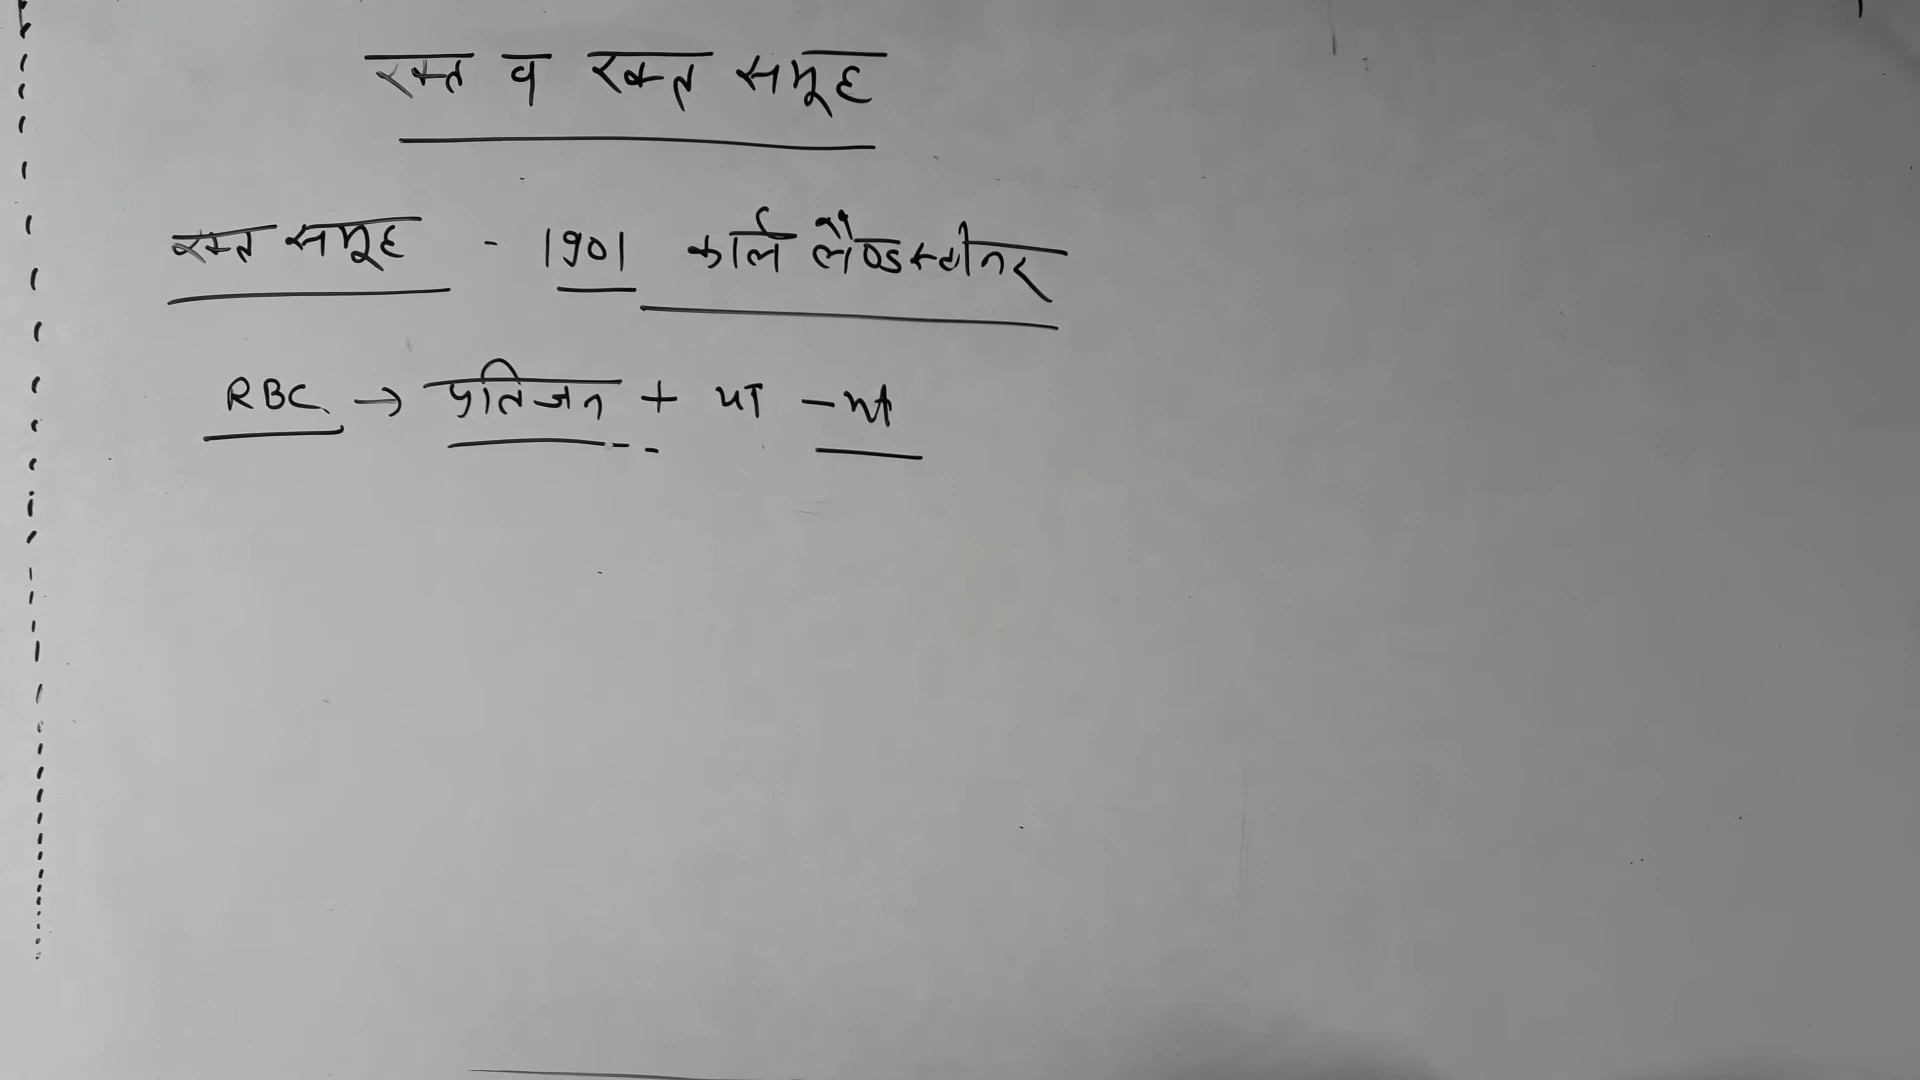 रक्त व रक्त समूह
रक्त समूह - 1901 कार्ल लैण्डस्टीनर
RBC → प्रतिजन + या -